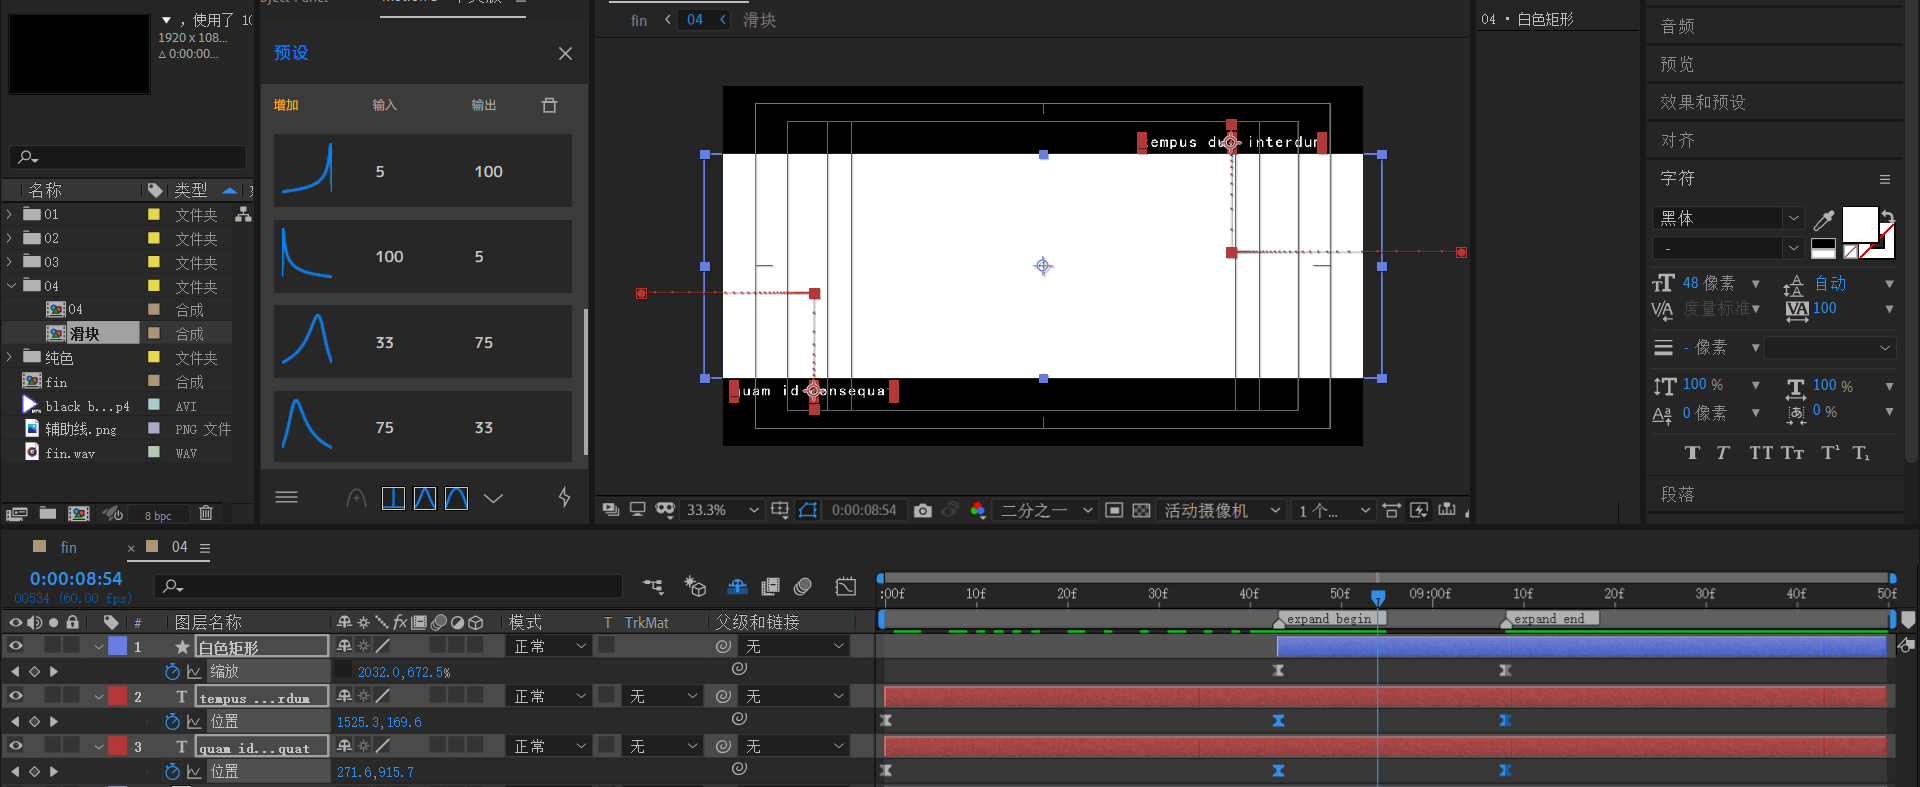 ，使用了 1
1920 x 108...
△ 0:00:00...
名称
类型
01
文件夹
02
文件夹
03
文件夹
04
文件夹
04
合成
滑块
合成
纯色
文件夹
fin
合成
black b...p4
AVI
辅助线.png
PNG 文件
fin.wav
WAV
8 bpc
预设
增加
输入
输出
5
100
100
5
33
75
75
33
fin
04
滑块
tempus dui interdum
quam id consequat
33.3%
0:00:08:54
二分之一
活动摄像机
1 个...
04 · 白色矩形
音频
预览
效果和预设
对齐
字符
黑体
-
48 像素
自动
度量标准
100
- 像素
100 %
100 %
0 像素
0 %
T T TT Tт T¹ T₁
段落
fin
× 04
0:00:08:54
00534 (60.00 fps)
:00f
10f
20f
30f
40f
50f
09:00f
10f
20f
30f
40f
50f
expand begin
expand end
#
图层名称
模式
T TrkMat
父级和链接
1
白色矩形
正常
无
缩放
2032.0,672.5%
2
T
tempus ...rdum
正常
无
无
位置
1525.3,169.6
3
T
quam id...quat
正常
无
无
位置
271.6,915.7